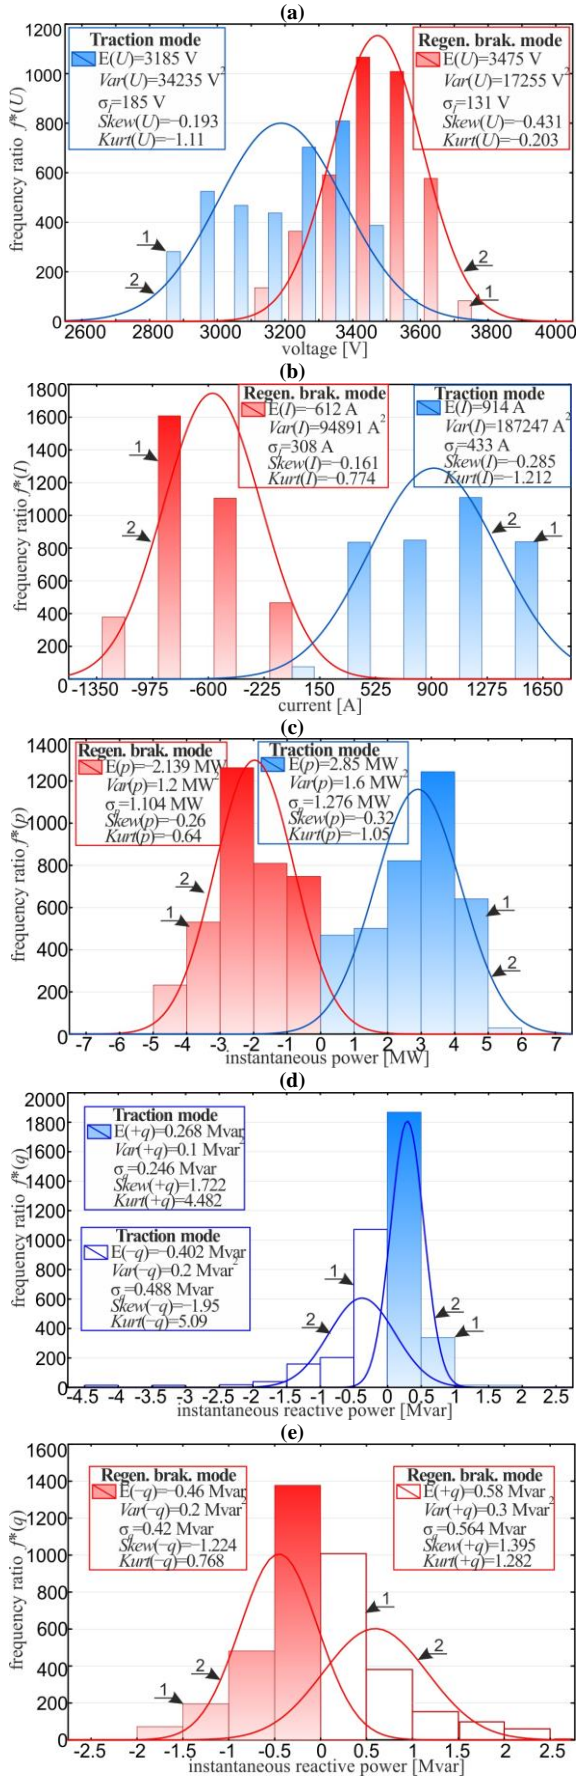 (a)
frequency ratio f*(U)
1200
1000
800
600
400
200
0
Traction mode
E(U)=3185 V
Var(U)=34235 V²
σ_I=185 V
Skew(U)=−0.193
Kurt(U)=−1.11
Regen. brak. mode
E(U)=3475 V
Var(U)=17255 V²
σ_I=131 V
Skew(U)=−0.431
Kurt(U)=−0.203
1
2
2
1
2600 2800 3000 3200 3400 3600 3800 4000
voltage [V]
(b)
frequency ratio f*(I)
1800
1600
1400
1200
1000
800
600
400
200
0
Regen. brak. mode
E(I)=−612 A
Var(I)=94891 A²
σ_I=308 A
Skew(I)=−0.161
Kurt(I)=−0.774
Traction mode
E(I)=914 A
Var(I)=187247 A²
σ_I=433 A
Skew(I)=−0.285
Kurt(I)=−1.212
1
2
2
1
-1350 -975 -600 -225 150 525 900 1275 1650
current [A]
(c)
frequency ratio f*(p)
1400
1200
1000
800
600
400
200
0
Regen. brak. mode
E(p)=−2.139 MW
Var(p)=1.2 MW²
σ_p=1.104 MW
Skew(p)=−0.26
Kurt(p)=−0.64
Traction mode
E(p)=2.85 MW
Var(p)=1.6 MW²
σ_p=1.276 MW
Skew(p)=−0.32
Kurt(p)=−1.05
2
1
1
2
-7 -6 -5 -4 -3 -2 -1 0 1 2 3 4 5 6 7
instantaneous power [MW]
(d)
frequency ratio f*(q)
2000
1800
1600
1400
1200
1000
800
600
400
200
0
Traction mode
E(+q)=0.268 Mvar
Var(+q)=0.1 Mvar²
σ_q=0.246 Mvar
Skew(+q)=1.722
Kurt(+q)=4.482
Traction mode
E(−q)=−0.402 Mvar
Var(−q)=0.2 Mvar²
σ_q=0.488 Mvar
Skew(−q)=−1.95
Kurt(−q)=5.09
1
2
2
1
-4.5 -4 -3.5 -3 -2.5 -2 -1.5 -1 -0.5 0 0.5 1 1.5 2 2.5
instantaneous reactive power [Mvar]
(e)
frequency ratio f*(q)
1600
1400
1200
1000
800
600
400
200
0
Regen. brak. mode
E(−q)=−0.46 Mvar
Var(−q)=0.2 Mvar²
σ_q=0.42 Mvar
Skew(−q)=−1.224
Kurt(−q)=0.768
Regen. brak. mode
E(+q)=0.58 Mvar
Var(+q)=0.3 Mvar²
σ_q=0.564 Mvar
Skew(+q)=1.395
Kurt(+q)=1.282
1
2
2
1
-2.5 -2 -1.5 -1 -0.5 0 0.5 1 1.5 2 2.5
instantaneous reactive power [Mvar]